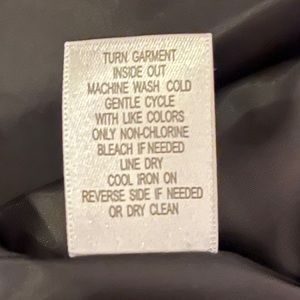 TURN GARMENT
INSIDE OUT
MACHINE WASH COLD
GENTLE CYCLE
WITH LIKE COLORS
ONLY NON-CHLORINE
BLEACH IF NEEDED
LINE DRY
COOL IRON ON
REVERSE SIDE IF NEEDED
OR DRY CLEAN